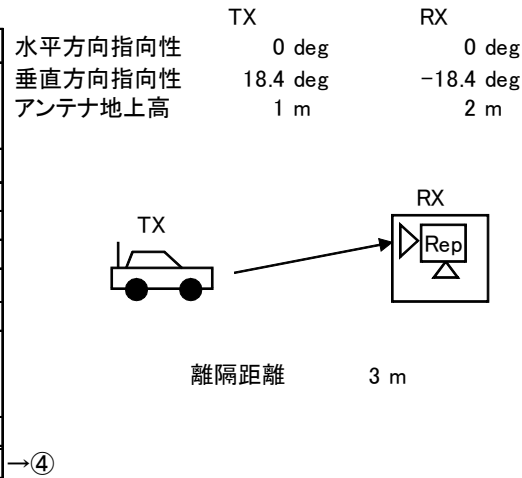 TX RX
水平方向指向性 0 deg 0 deg
垂直方向指向性 18.4 deg -18.4 deg
アンテナ地上高 1 m 2 m
RX
TX
Rep
離隔距離 3 m
→④